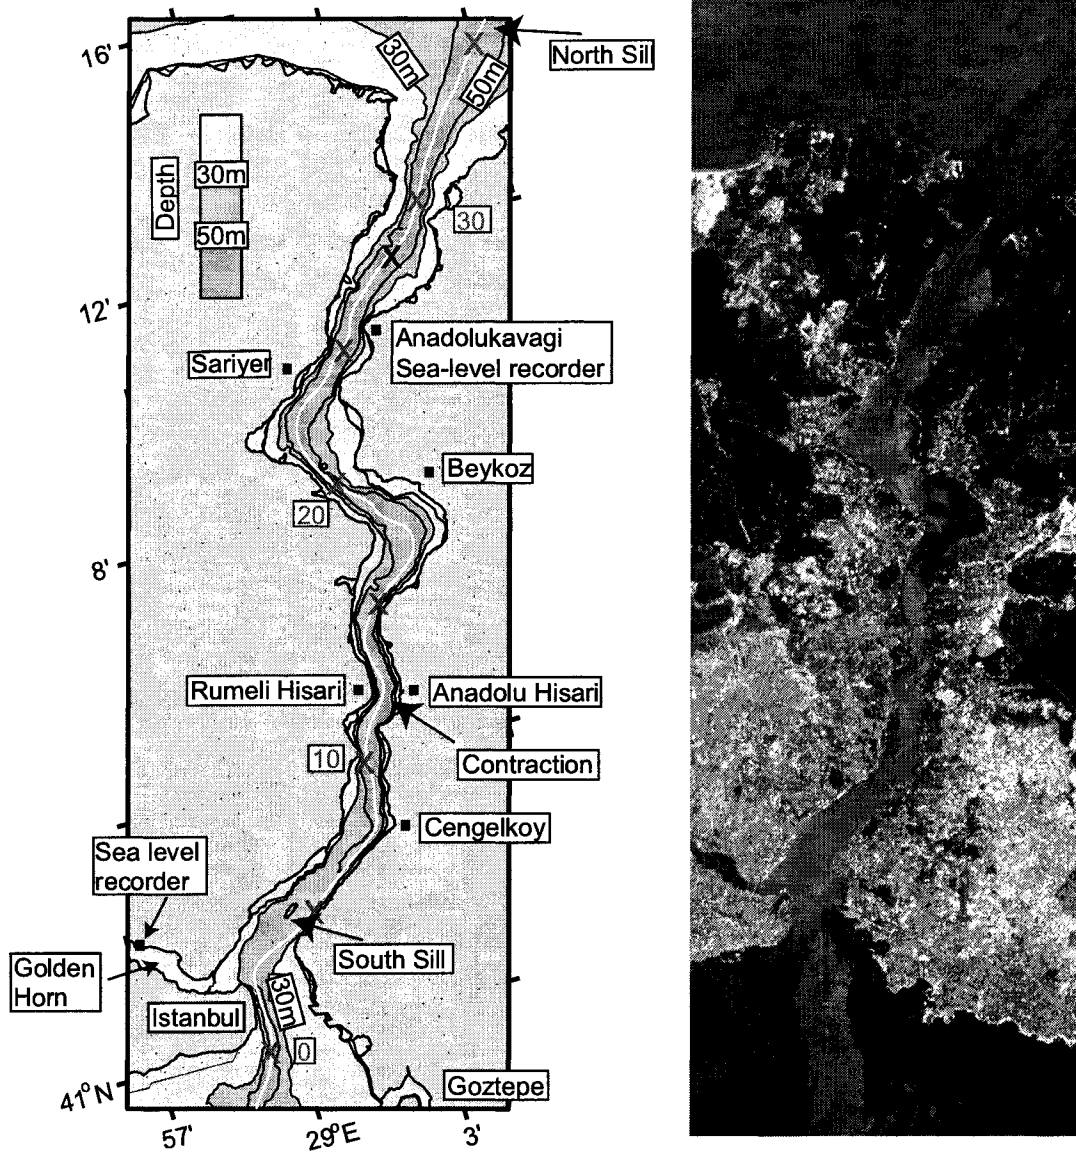 16'
30m
50m
North Sill
Depth
30m
50m
30
12'
Anadolukavagi
Sea-level recorder
Sariyer
Beykoz
20
8'
Rumeli Hisari
Anadolu Hisari
10
Contraction
Cengelkoy
Sea level
recorder
South Sill
Golden
Horn
30m
Istanbul
0
Goztepe
41°N
57'
29°E
3'